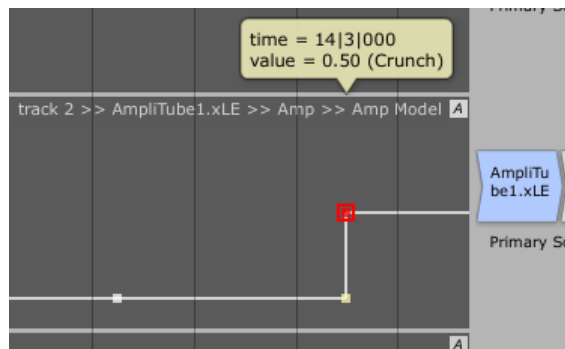 time = 14|3|000
value = 0.50 (Crunch)
track 2 >> AmpliTube1.xLE >> Amp >> Amp Model A
AmpliTu
be1.xLE
Primary
A